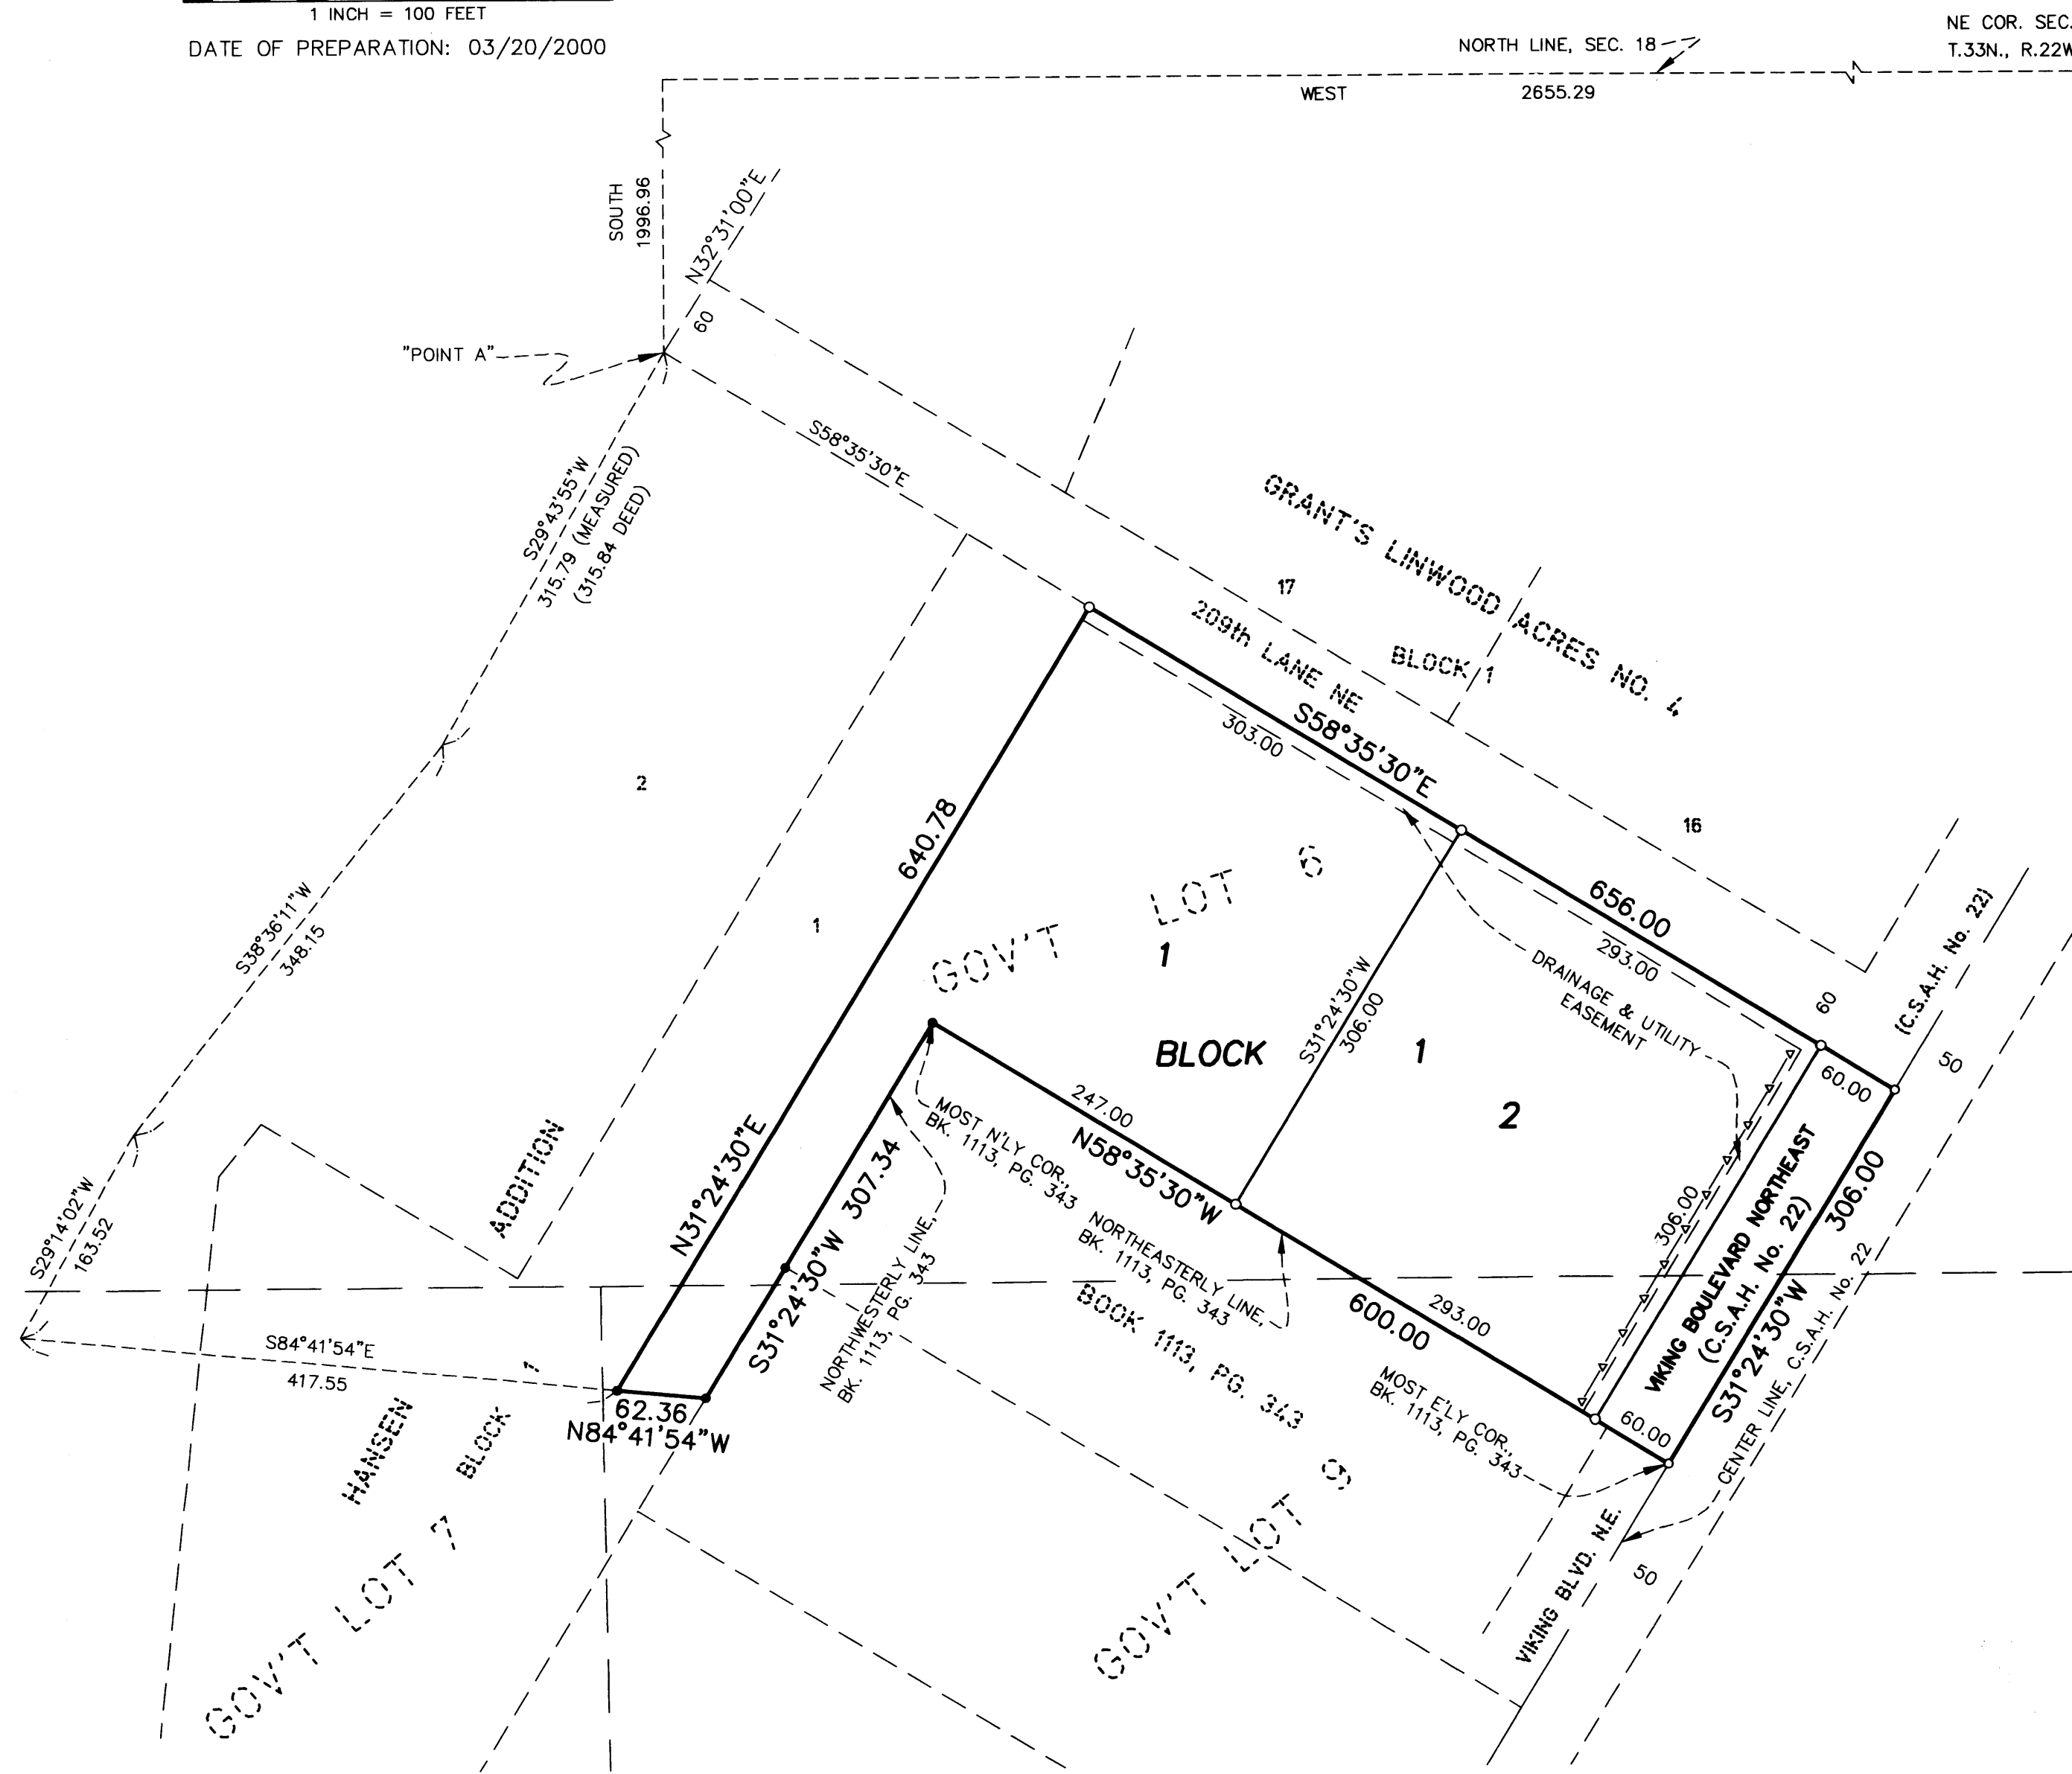 1 INCH = 100 FEET
DATE OF PREPARATION: 03/20/2000
NORTH LINE, SEC. 18
NE COR. SEC.
T.33N., R.22W
WEST 2655.29
SOUTH
1996.96
N32°31'00"E
60
"POINT A"
S58°35'30"E
S29°43'55"W
315.79 (MEASURED)
(315.84 DEED)
GRANT'S LINWOOD ACRES NO. 4
17
209th LANE NE
BLOCK 1
303.00
S58°35'30"E
2
640.78
16
GOV'T LOT 6
656.00
293.00
1
1
S38°36'11"W
348.15
DRAINAGE & UTILITY
EASEMENT
60
(C.S.A.H. No. 22)
50
S31°24'30"W
306.00
BLOCK 1
60.00
2
247.00
N58°35'30"W
MOST N'LY COR.,
BK. 1113, PG. 343
ADDITION
N31°24'30"E
S31°24'30"W 307.34
NORTHWESTERLY LINE,
BK. 1113, PG. 343
NORTHEASTERLY LINE,
BK. 1113, PG. 343
306.00
VIKING BOULEVARD NORTHEAST
(C.S.A.H. No. 22)
306.00
S31°24'30"W
CENTER LINE, C.S.A.H. No. 22
S29°14'02"W
163.52
BOOK 1113, PG. 343
600.00
293.00
S84°41'54"E
417.55
62.36
N84°41'54"W
MOST E'LY COR.,
BK. 1113, PG. 343
60.00
HANSEN
BLOCK 1.
GOV'T LOT 7
GOV'T LOT 9
VIKING BLVD. N.E.
50